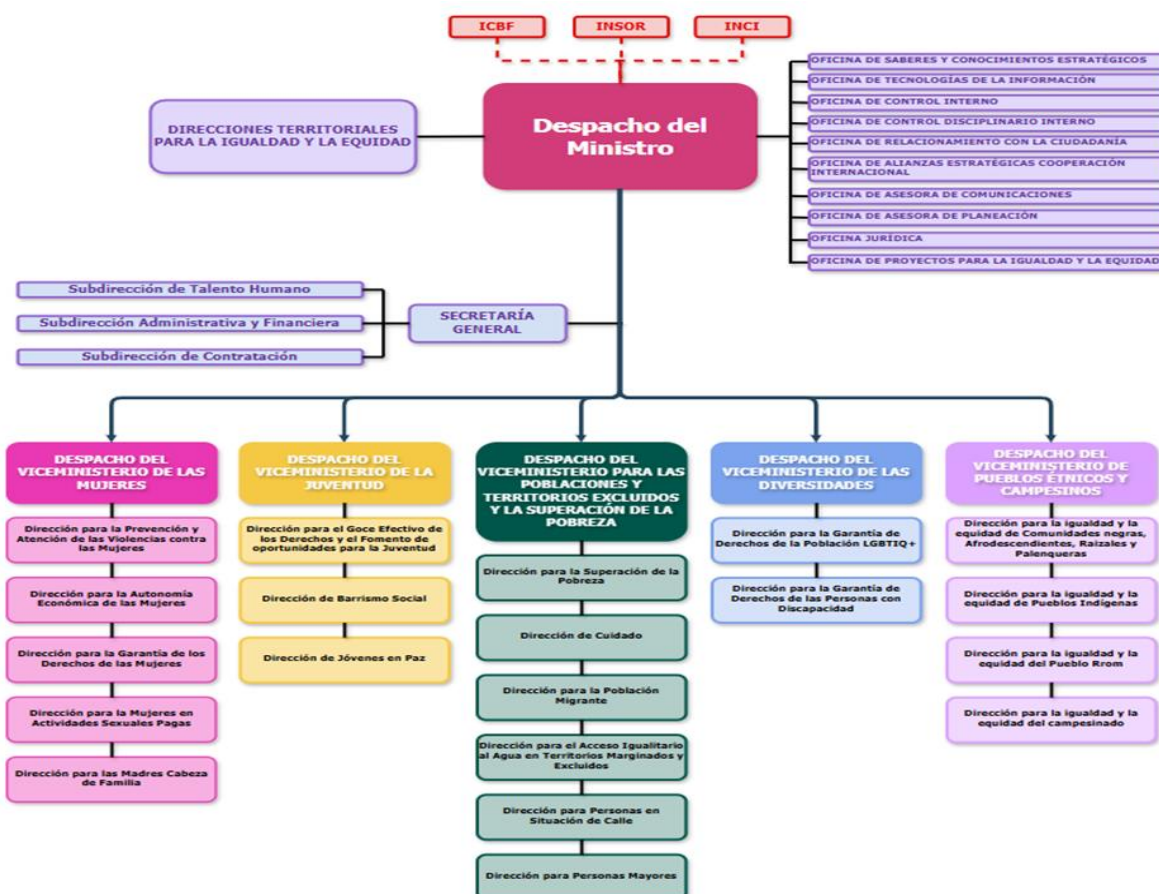 ICBF
INSOR
INCI
DIRECCIONES TERRITORIALES
PARA LA IGUALDAD Y LA EQUIDAD
Despacho del
Ministro
OFICINA DE SABERES Y CONOCIMIENTOS ESTRATÉGICOS
OFICINA DE TECNOLOGÍAS DE LA INFORMACIÓN
OFICINA DE CONTROL INTERNO
OFICINA DE CONTROL DISCIPLINARIO INTERNO
OFICINA DE RELACIONAMIENTO CON LA CIUDADANÍA
OFICINA DE ALIANZAS ESTRATÉGICAS COOPERACIÓN
INTERNACIONAL
OFICINA DE ASESORA DE COMUNICACIONES
OFICINA DE ASESORA DE PLANEACIÓN
OFICINA JURÍDICA
OFICINA DE PROYECTOS PARA LA IGUALDAD Y LA EQUIDAD
Subdirección de Talento Humano
Subdirección Administrativa y Financiera
Subdirección de Contratación
SECRETARÍA
GENERAL
DESPACHO DEL
VICEMINISTERIO DE LAS
MUJERES
Dirección para la Prevención y
Atención de las Violencias contra
las Mujeres
Dirección para la Autonomía
Económica de las Mujeres
Dirección para la Garantía de los
Derechos de las Mujeres
Dirección para la Mujeres en
Actividades Sexuales Pagas
Dirección para las Madres Cabeza
de Familia
DESPACHO DEL
VICEMINISTERIO DE LA
JUVENTUD
Dirección para el Goce Efectivo de
los Derechos y el Fomento de
oportunidades para la Juventud
Dirección de Barrismo Social
Dirección de Jóvenes en Paz
DESPACHO DEL
VICEMINISTERIO PARA LAS
POBLACIONES Y
TERRITORIOS EXCLUIDOS
Y LA SUPERACIÓN DE LA
POBREZA
Dirección para la Superación de la
Pobreza
Dirección de Cuidado
Dirección para la Población
Migrante
Dirección para el Acceso Igualitario
al Agua en Territorios Marginados y
Excluidos
Dirección para Personas en
Situación de Calle
Dirección para Personas Mayores
DESPACHO DEL
VICEMINISTERIO DE LAS
DIVERSIDADES
Dirección para la Garantía de
Derechos de la Población LGBTIQ+
Dirección para la Garantía de
Derechos de las Personas con
Discapacidad
DESPACHO DEL
VICEMINISTERIO DE
PUEBLOS ÉTNICOS Y
CAMPESINOS
Dirección para la igualdad y la
equidad de Comunidades negras,
Afrodescendientes, Raizales y
Palenqueras
Dirección para la igualdad y la
equidad de Pueblos Indígenas
Dirección para la igualdad y la
equidad del Pueblo Rrom
Dirección para la igualdad y la
equidad del campesinado